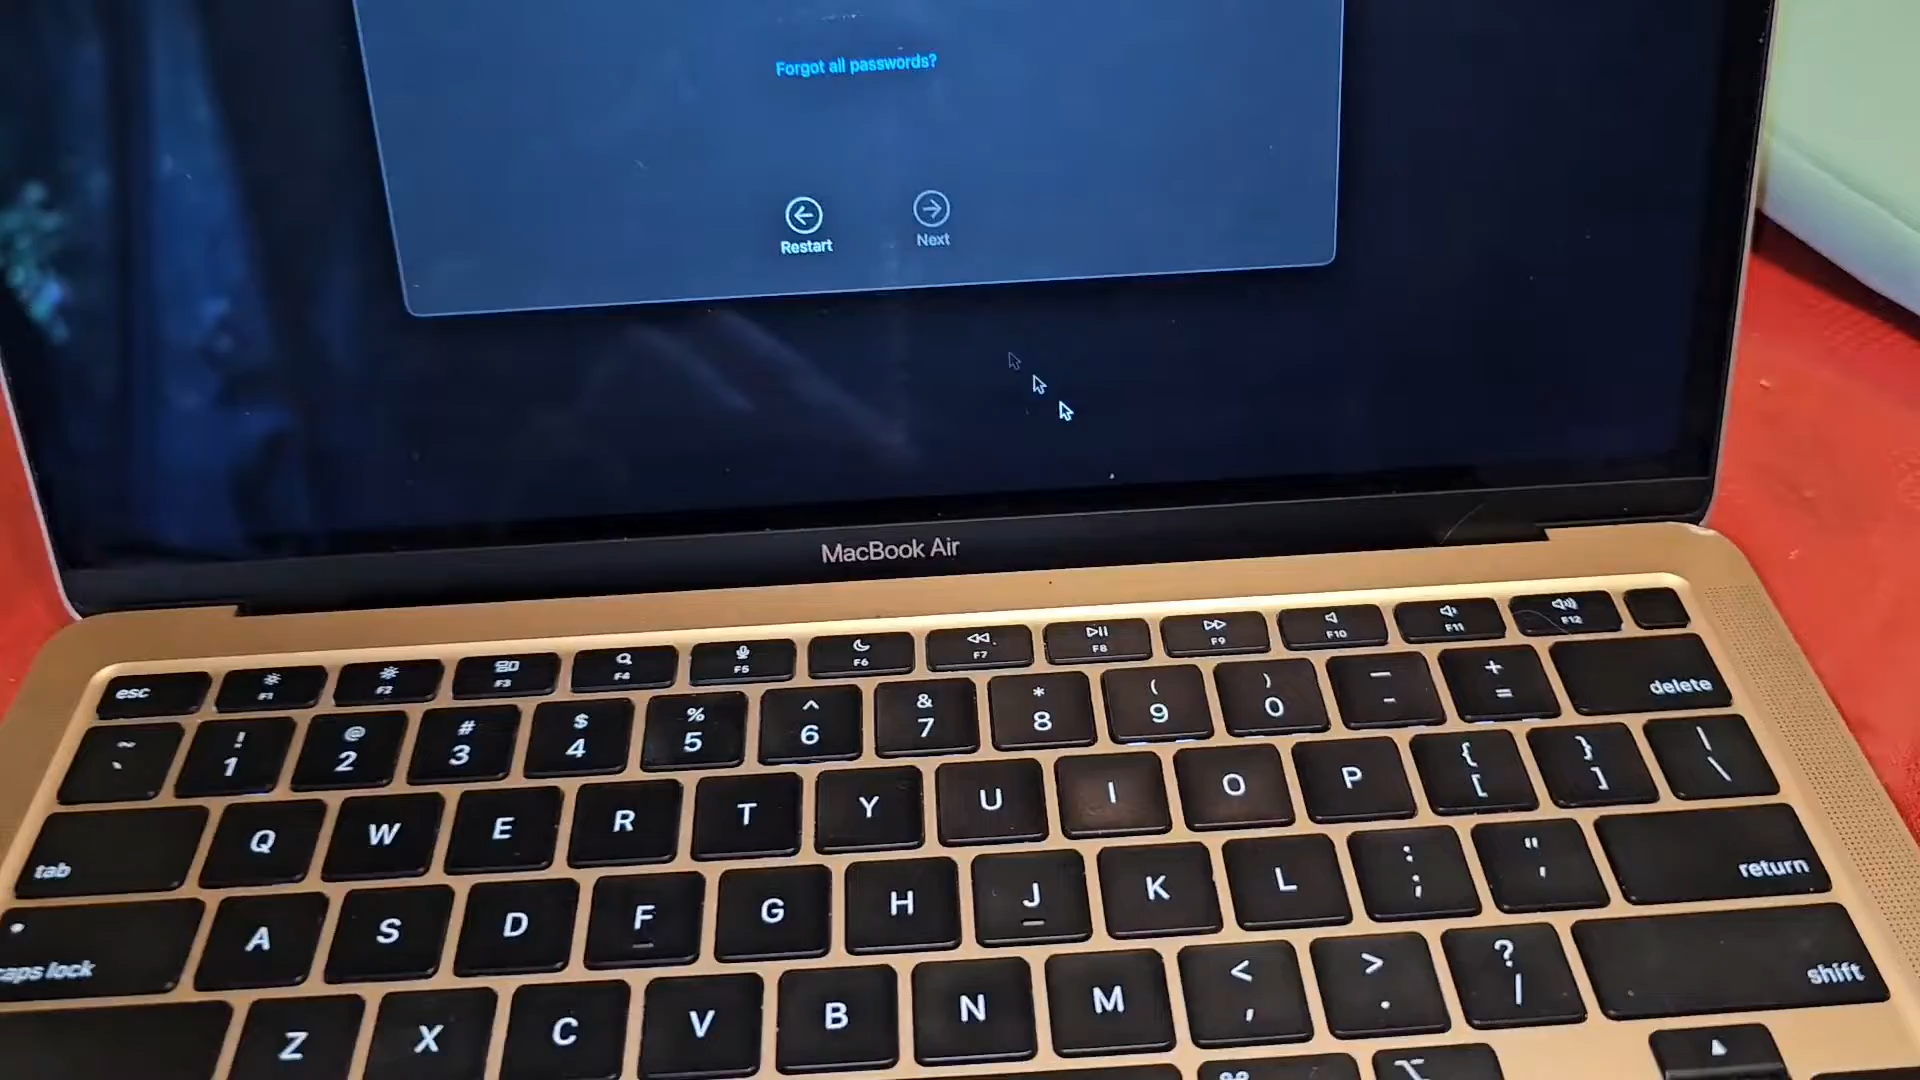 Forgot all passwords?
Restart Next
MacBook Air
esc F1 F2 F3 F4 F5 F6 F7 F8 F9 F10 F11 F12
~ ! @ # $ % ^ & * ( ) _ +
` 1 2 3 4 5 6 7 8 9 0 - = delete
{ } |
tab Q W E R T Y U I O P [ ] \
: "
caps lock A S D F G H J K L ; ' return
< > ?
Z X C V B N M , . / shift